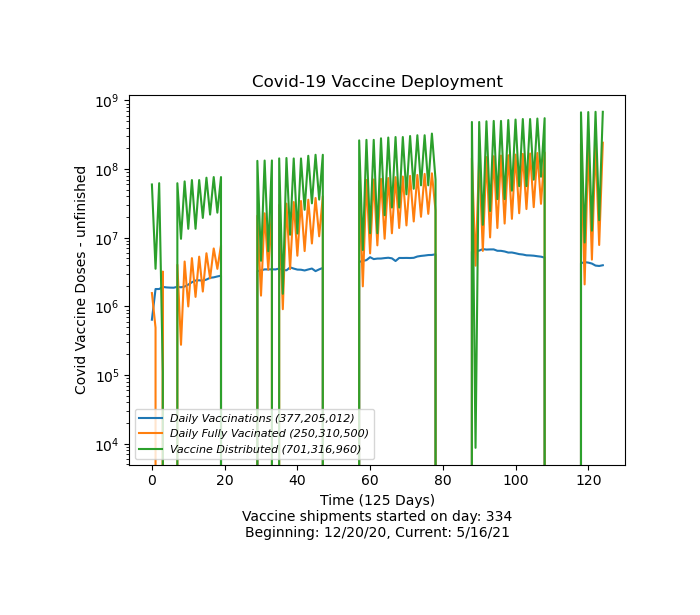 Covid-19 Vaccine Deployment
Covid Vaccine Doses - unfinished
10⁹
10⁸
10⁷
10⁶
10⁵
10⁴
Daily Vaccinations (377,205,012)
Daily Fully Vacinated (250,310,500)
Vaccine Distributed (701,316,960)
0 20 40 60 80 100 120
Time (125 Days)
Vaccine shipments started on day: 334
Beginning: 12/20/20, Current: 5/16/21